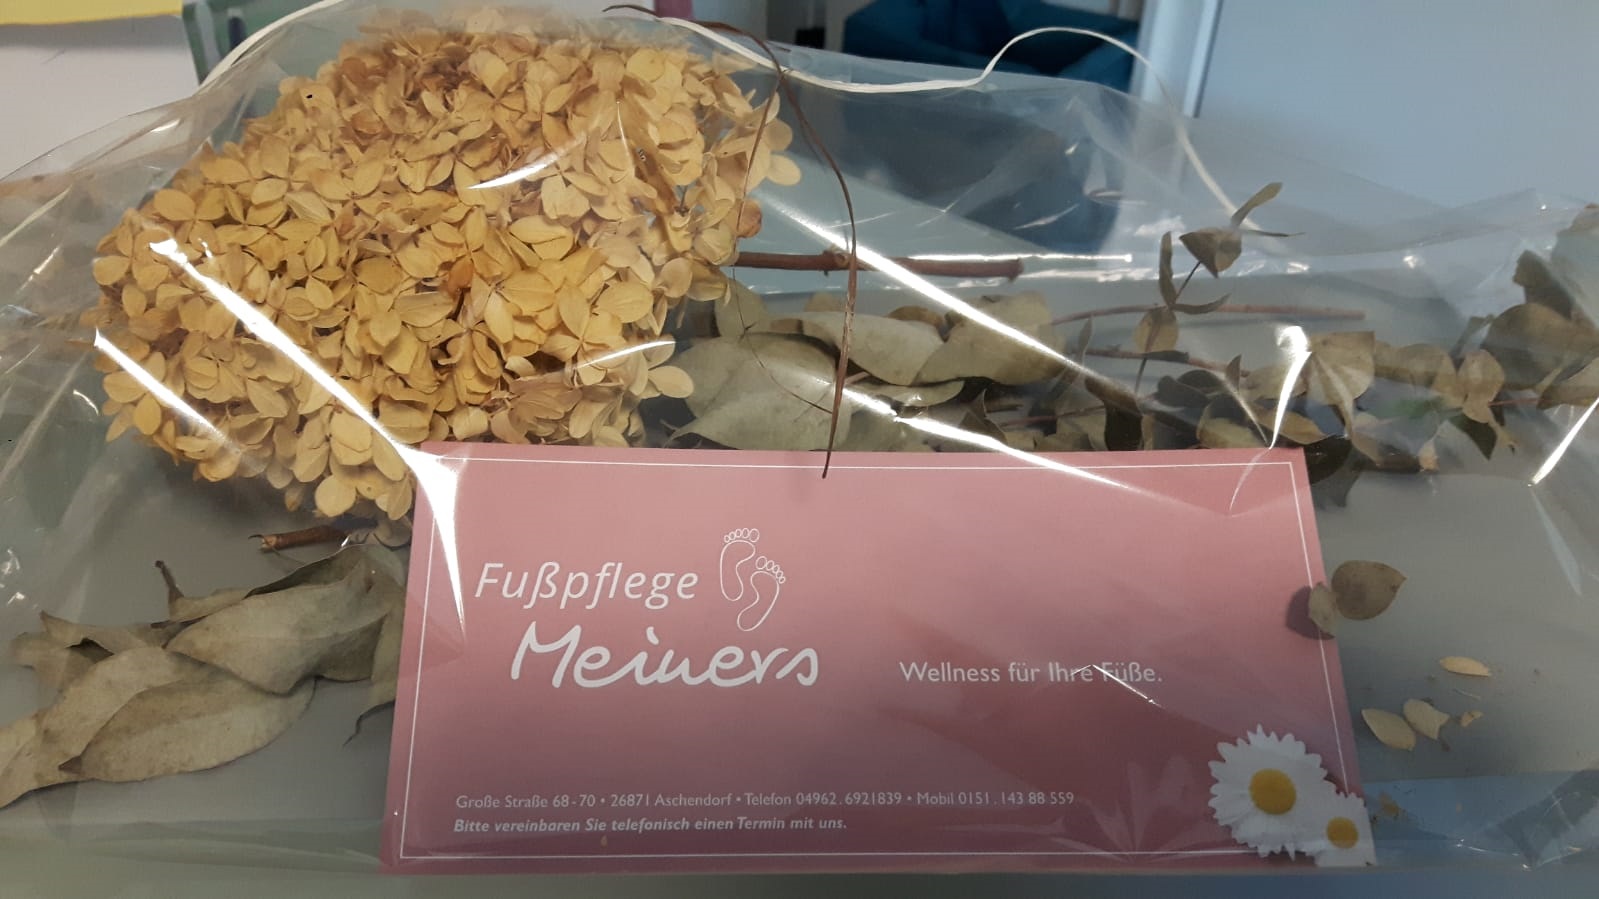 Fußpflege
Meiners
Wellness für Ihre Füße.
Große Straße 68-70 • 26871 Aschendorf • Telefon 04962.6921839 • Mobil 0151.143 88 559
Bitte vereinbaren Sie telefonisch einen Termin mit uns.